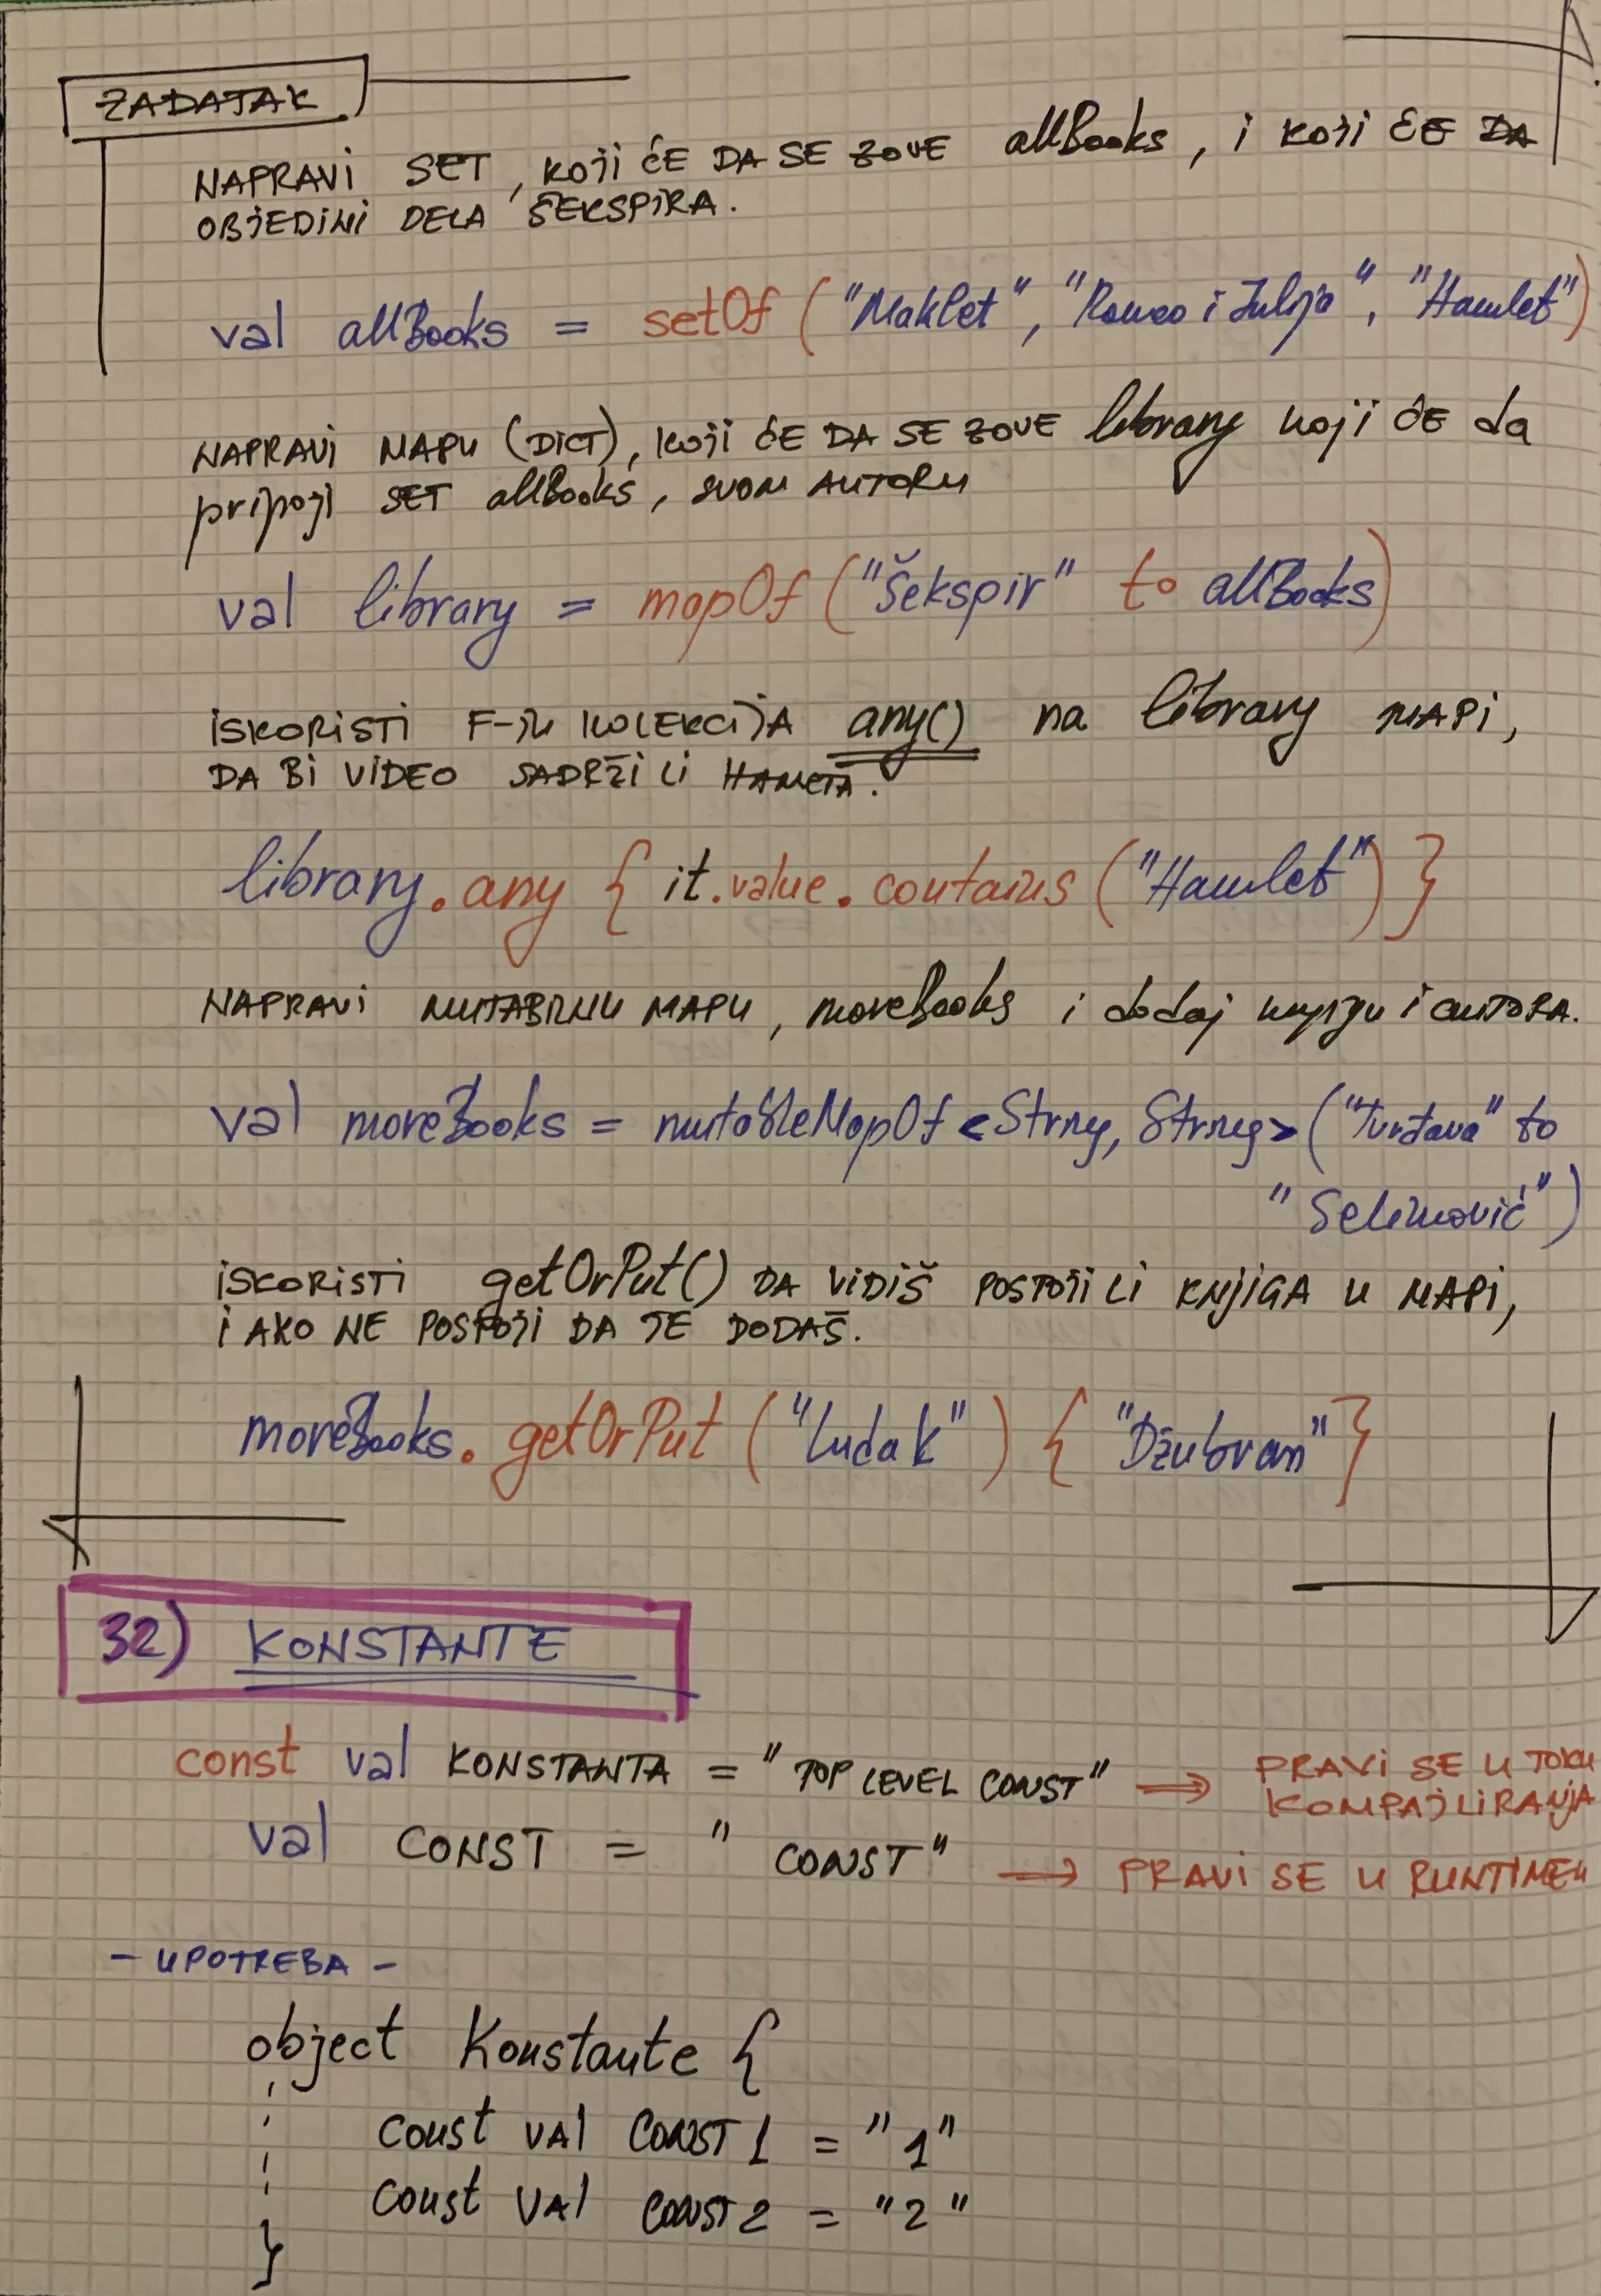 ZADATAK
NAPRAVI SET, KOJI ĆE DA SE ZOVE allBooks, i KOJI ĆE DA
OBJEDINI DELA ŠEKSPIRA.
val allBooks = setOf ("Maklet", "Romeo i Julija", "Hamlet")
NAPRAVI MAPU (DICT), KOJI ĆE DA SE ZOVE library koji ĆE da
pripoji SET allBooks, SVOM AUTORU
val library = mapOf ("Šekspir" to allBooks)
ISKORISTI F-JU KOLEKCIJA any() na library MAPI,
DA BI VIDEO SADRŽI LI HAMLETA.
library.any { it.value.contains ("Hamlet") }
NAPRAVI MUTABILNU MAPU, moreBooks i dodaj knjigu i autORA.
val moreBooks = mutableMapOf <String, String> ("Tvrđava" to
"Selimović")
ISKORISTI getOrPut() DA VIDIŠ POSTOJI LI KNJIGA U MAPI,
I AKO NE POSTOJI DA JE DODAŠ.
moreBooks.getOrPut ("Ludak") { "Džubran" }
32) KONSTANTE
const val KONSTANTA = "TOP LEVEL CONST" → PRAVI SE U TOKU
KOMPAJLIRANJA
val CONST = "CONST" → PRAVI SE U RUNTIMEU
- UPOTREBA -
object Konstante {
const val CONST1 = "1"
const val CONST2 = "2"
}